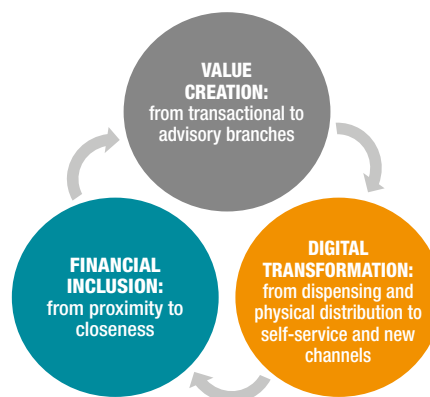 VALUE
CREATION:
from transactional to
advisory branches
FINANCIAL
INCLUSION:
from proximity to
closeness
DIGITAL
TRANSFORMATION:
from dispensing and
physical distribution to
self-service and new
channels